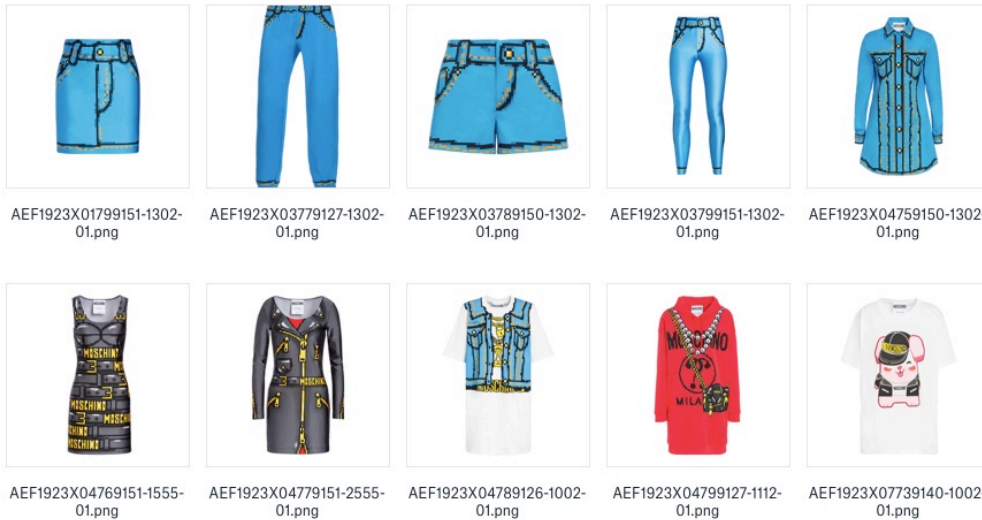 AEF1923X01799151-1302-
01.png
AEF1923X03779127-1302-
01.png
AEF1923X03789150-1302-
01.png
AEF1923X03799151-1302-
01.png
AEF1923X04759150-1302
01.png
MOSCHINO
MOSCHINO
MOSCHINO
MOSCHINO
MILA
AEF1923X04769151-1555-
01.png
AEF1923X04779151-2555-
01.png
AEF1923X04789126-1002-
01.png
AEF1923X04799127-1112-
01.png
AEF1923X07739140-1002
01.png